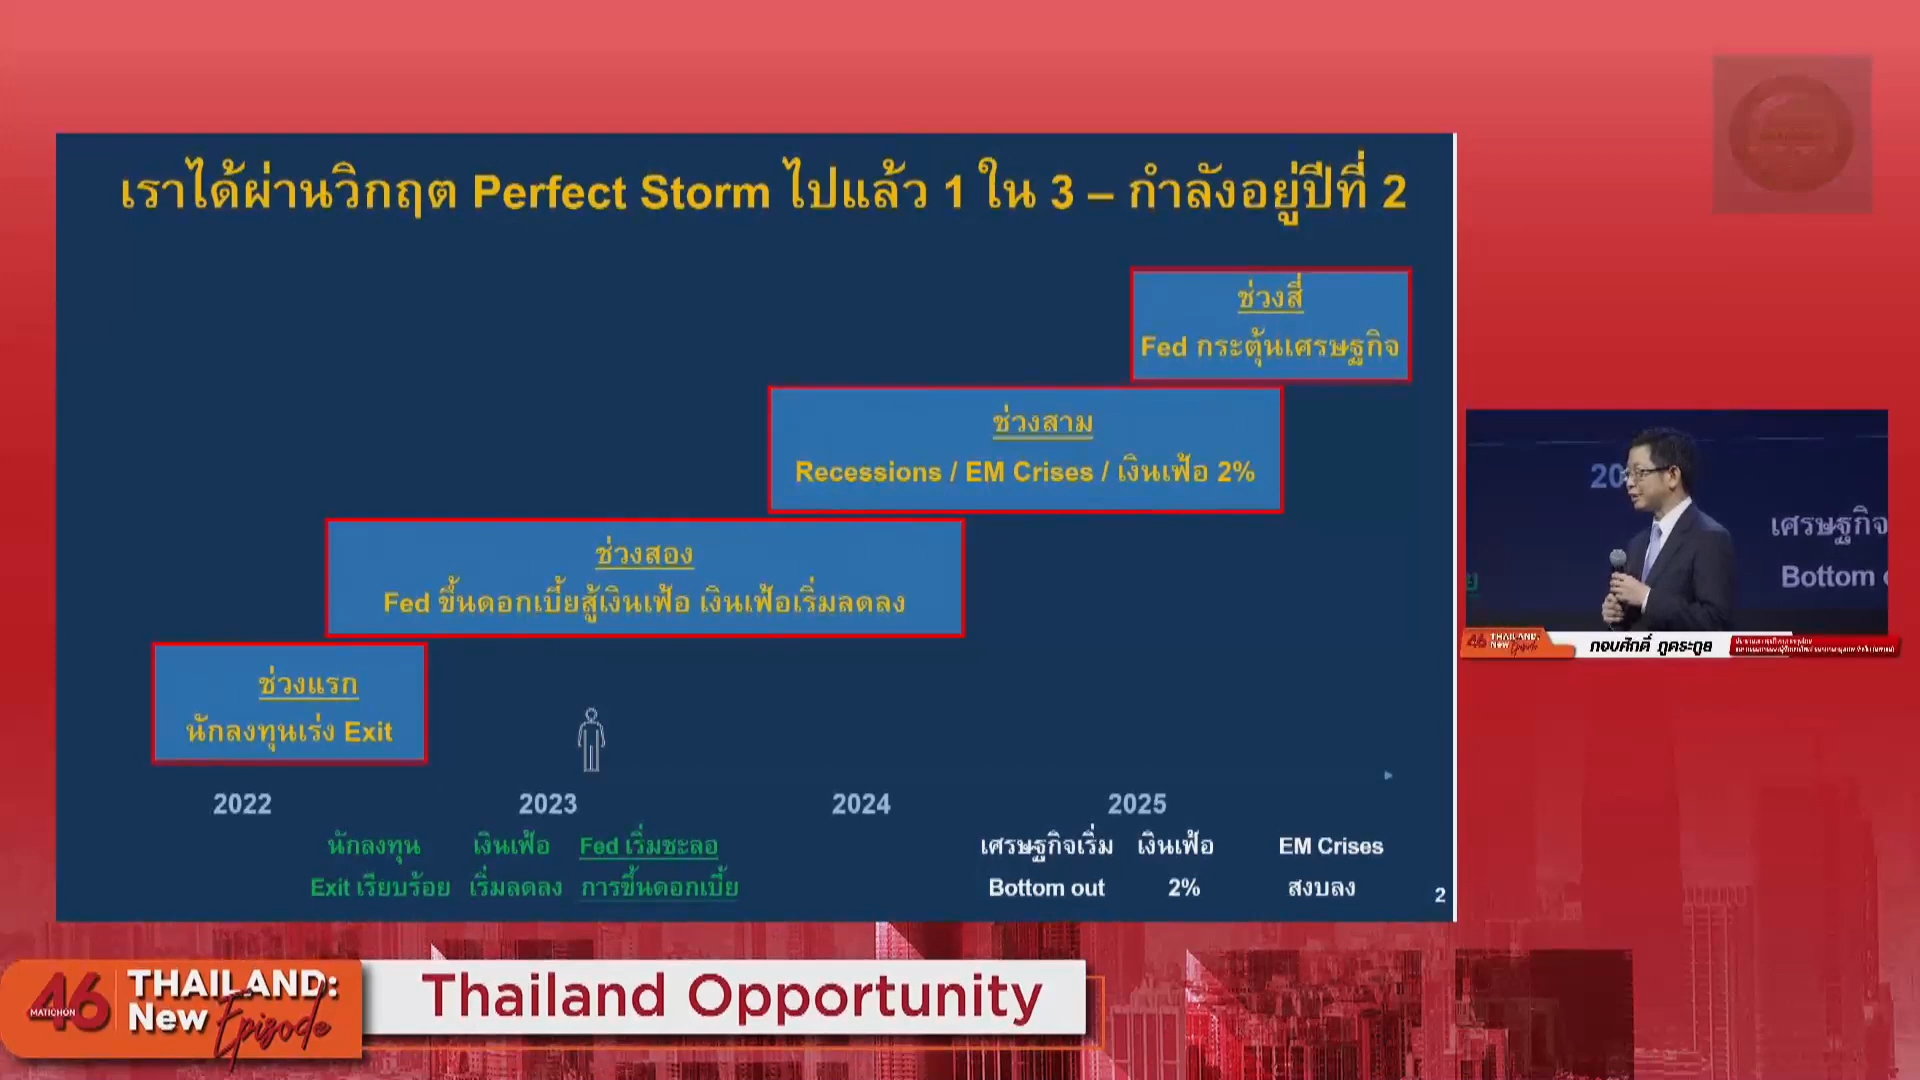 เราได้ผ่านวิกฤต Perfect Storm ไปแล้ว 1 ใน 3 – กำลังอยู่ปีที่ 2
ช่วงสี่
Fed กระตุ้นเศรษฐกิจ
ช่วงสาม
Recessions / EM Crises / เงินเฟ้อ 2%
ช่วงสอง
Fed ขึ้นดอกเบี้ยสู้เงินเฟ้อ เงินเฟ้อเริ่มลดลง
ช่วงแรก
นักลงทุนเร่ง Exit
2022 2023 2024 2025
นักลงทุน เงินเฟ้อ Fed เริ่มชะลอ เศรษฐกิจเริ่ม เงินเฟ้อ EM Crises
Exit เรียบร้อย เริ่มลดลง การขึ้นดอกเบี้ย Bottom out 2% สงบลง
2
20
เศรษฐกิจ
Bottom
46 THAILAND:
New Episode
กอบศักดิ์ ภูตระกูล
46 THAILAND:
MATICHON New Episode
Thailand Opportunity